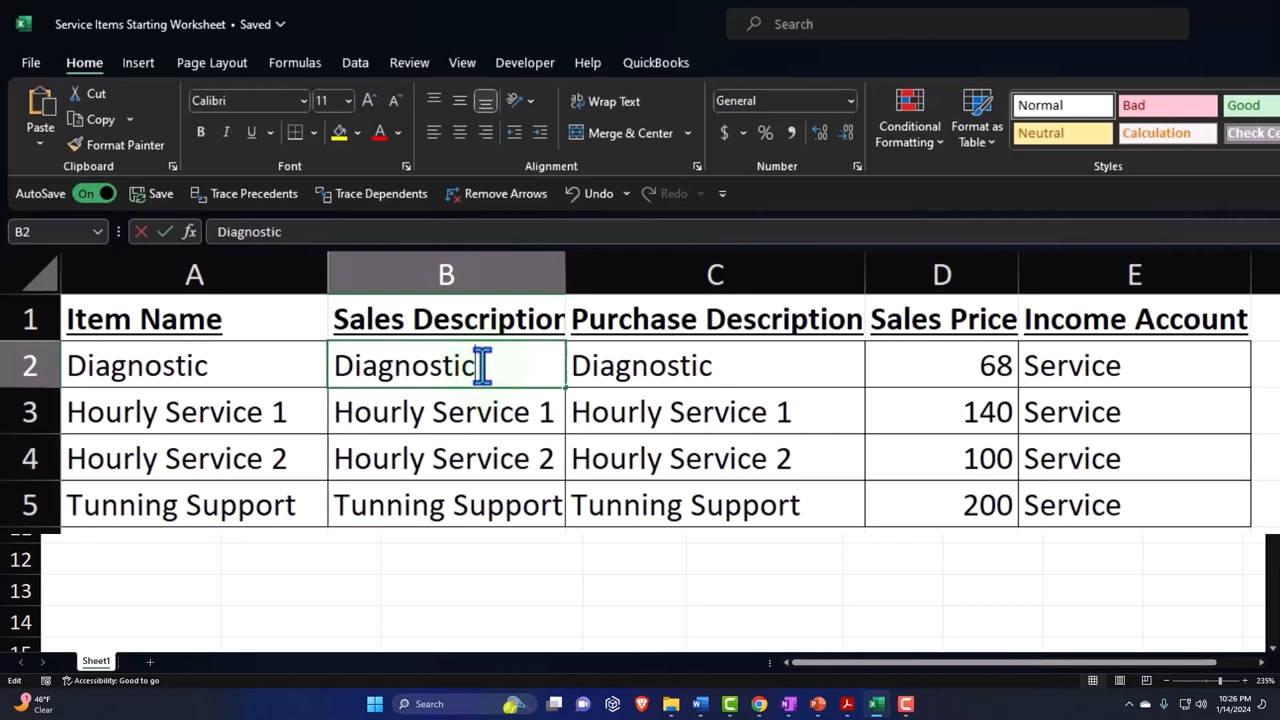 Service Items Starting Worksheet • Saved
Search
File Home Insert Page Layout Formulas Data Review View Developer Help QuickBooks
Paste
Cut
Copy
Format Painter
Clipboard
Calibri 11
B I U
Font
Wrap Text
Merge & Center
Alignment
General
$ % ,
Number
Conditional Formatting
Format as Table
Normal Bad Good
Neutral Calculation Check Ce
Styles
AutoSave On Save Trace Precedents Trace Dependents Remove Arrows Undo Redo
B2 fx Diagnostic
A B C D E
1 Item Name Sales Description Purchase Description Sales Price Income Account
2 Diagnostic Diagnostic Diagnostic 68 Service
3 Hourly Service 1 Hourly Service 1 Hourly Service 1 140 Service
4 Hourly Service 2 Hourly Service 2 Hourly Service 2 100 Service
5 Tunning Support Tunning Support Tunning Support 200 Service
12
13
14
Sheet1
Edit Accessibility: Good to go 235%
1 46°F
Clear
Search
10:26 PM
1/14/2024